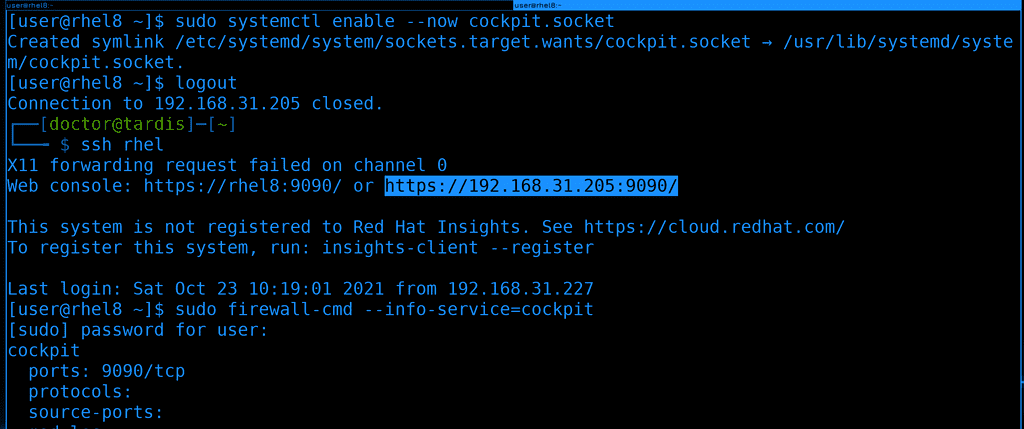 user@rhel8:~ user@rhel8:~
[user@rhel8 ~]$ sudo systemctl enable --now cockpit.socket
Created symlink /etc/systemd/system/sockets.target.wants/cockpit.socket → /usr/lib/systemd/syste
m/cockpit.socket.
[user@rhel8 ~]$ logout
Connection to 192.168.31.205 closed.
┌──[doctor@tardis]─[~]
└── $ ssh rhel
X11 forwarding request failed on channel 0
Web console: https://rhel8:9090/ or https://192.168.31.205:9090/

This system is not registered to Red Hat Insights. See https://cloud.redhat.com/
To register this system, run: insights-client --register

Last login: Sat Oct 23 10:19:01 2021 from 192.168.31.227
[user@rhel8 ~]$ sudo firewall-cmd --info-service=cockpit
[sudo] password for user:
cockpit
  ports: 9090/tcp
  protocols:
  source-ports: